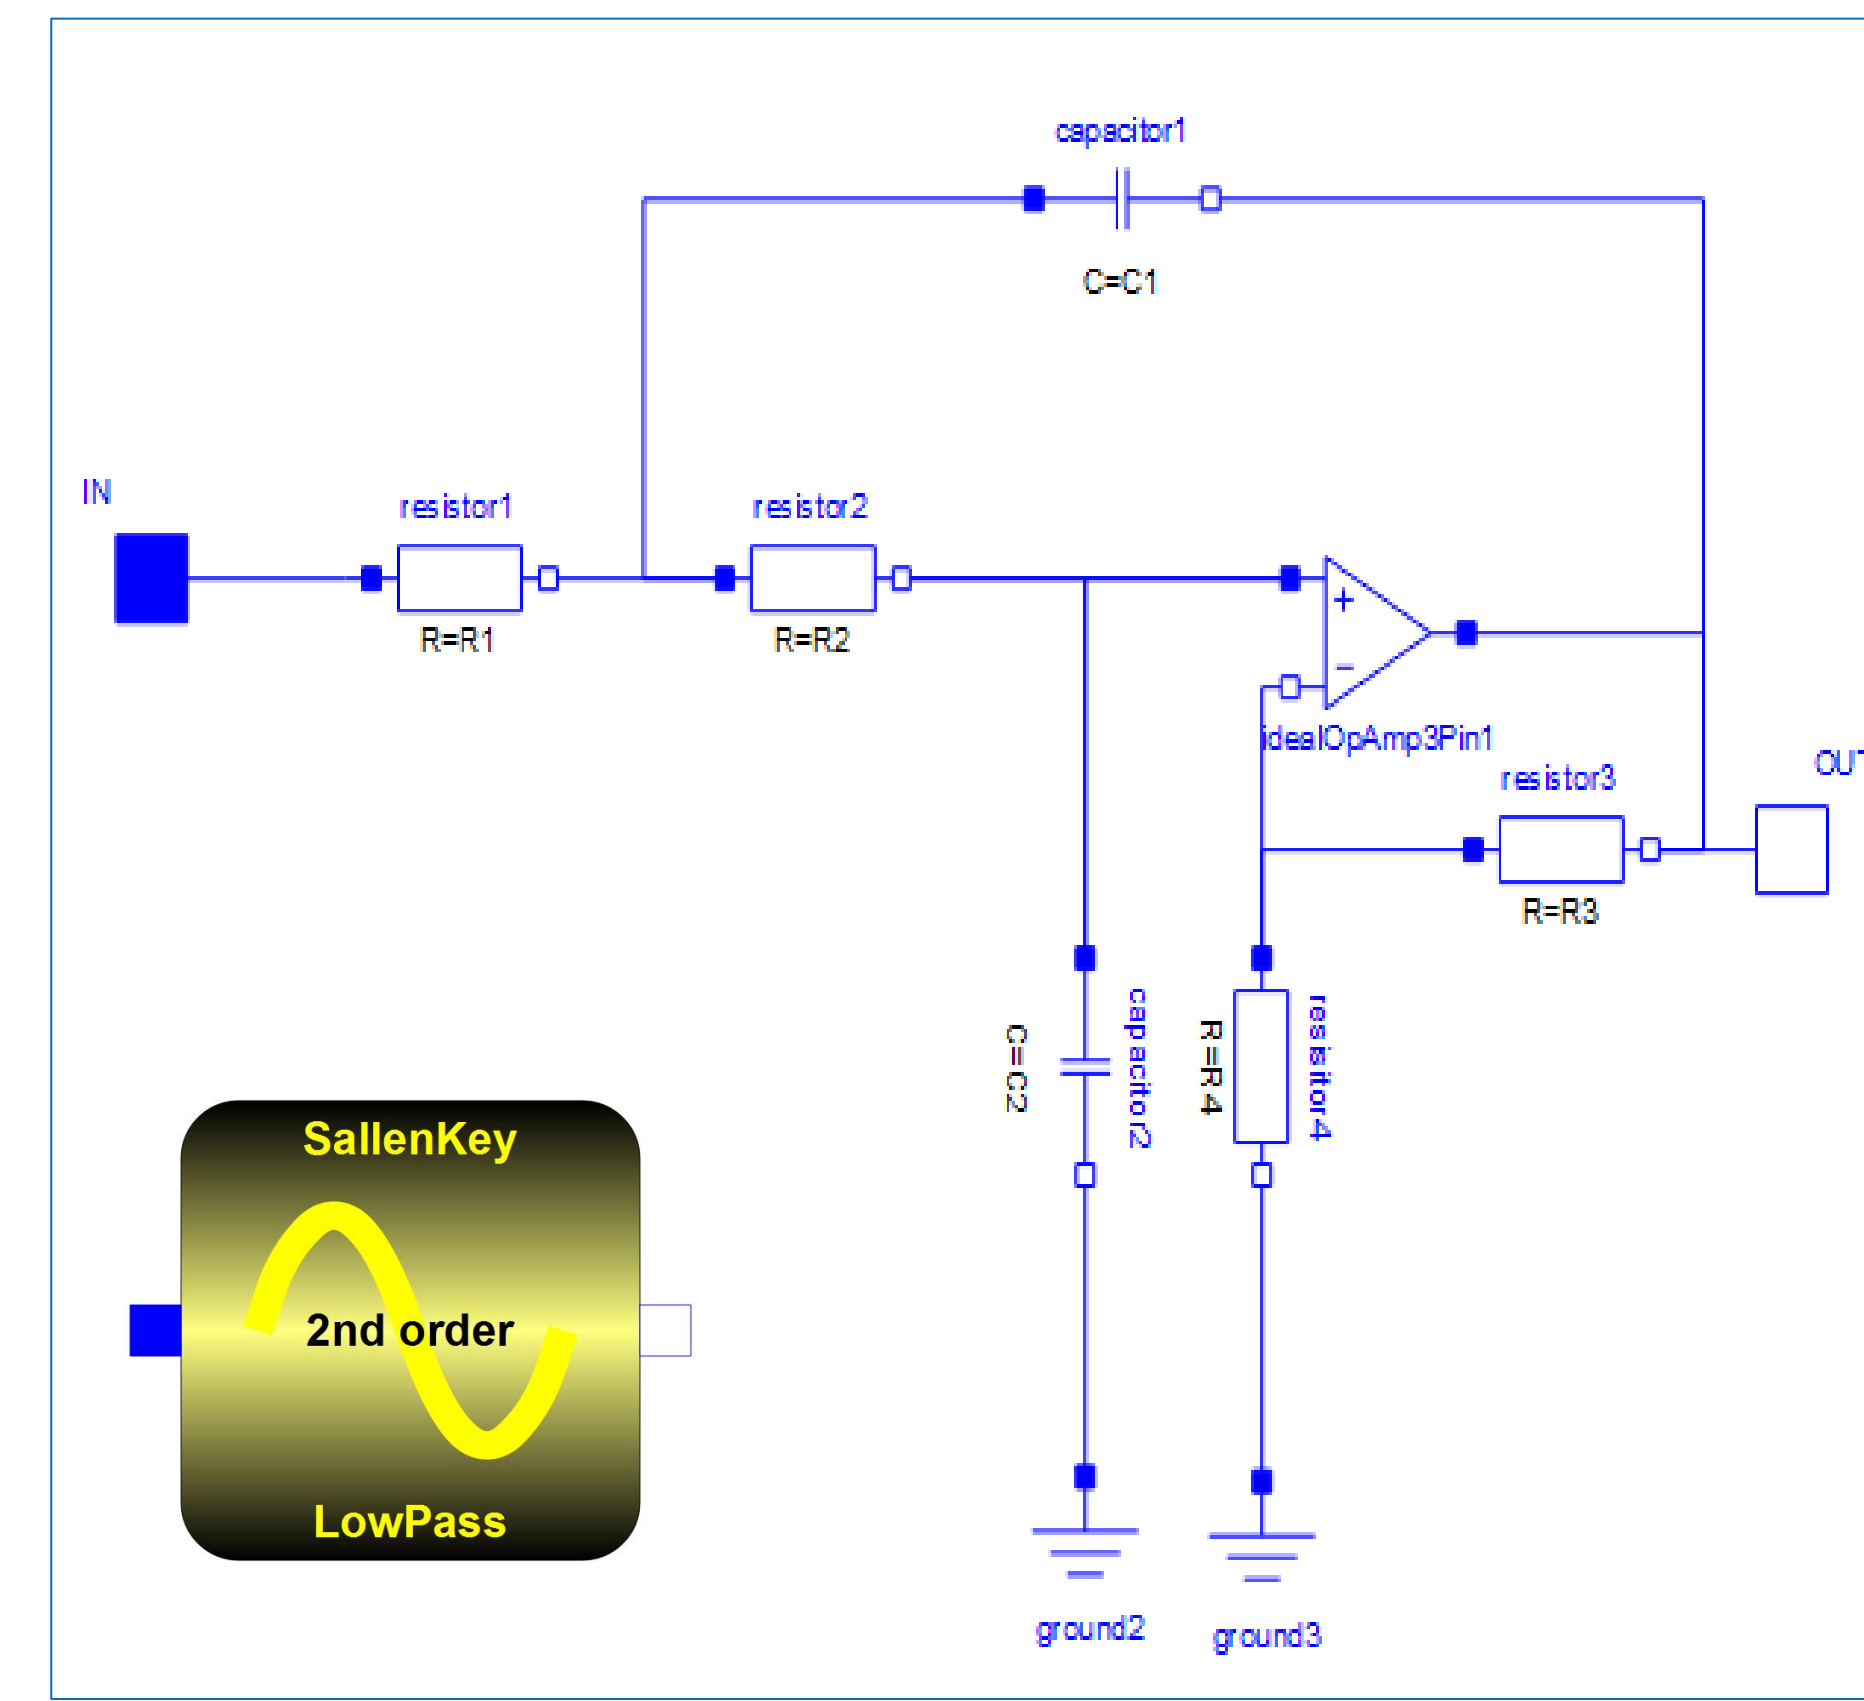 capacitor1
C=C1
IN
resistor1
resistor2
R=R1
R=R2
+
−
idealOpAmp3Pin1
OUT
resistor3
R=R3
capacitor2
C=C2
resistor4
R=R4
SallenKey
2nd order
LowPass
ground2
ground3